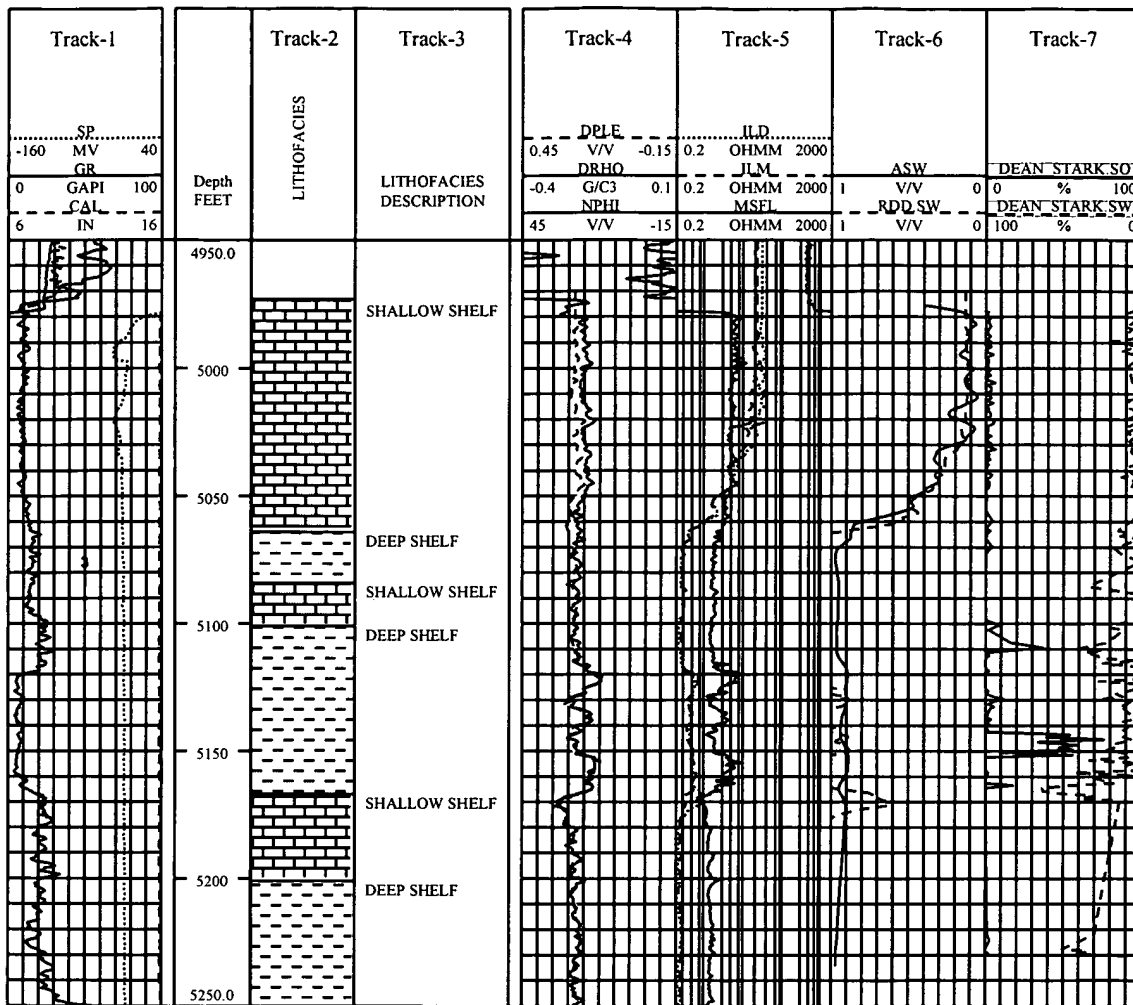 Track-1 Track-2 Track-3 Track-4 Track-5 Track-6 Track-7
LITHOFACIES
SP DPLE ILD
-160 MV 40 0.45 V/V -0.15 0.2 OHMM 2000
GR DRHO ILM ASW DEAN STARK SO
0 GAPI 100 -0.4 G/C3 0.1 0.2 OHMM 2000 1 V/V 0 0 % 100
CAL NPHI MSFL RDD SW DEAN STARK SW
6 IN 16 45 V/V -15 0.2 OHMM 2000 1 V/V 0 100 % 0
Depth
FEET
LITHOFACIES
DESCRIPTION
4950.0
SHALLOW SHELF
5000
5050
DEEP SHELF
SHALLOW SHELF
5100
DEEP SHELF
5150
SHALLOW SHELF
5200
DEEP SHELF
5250.0